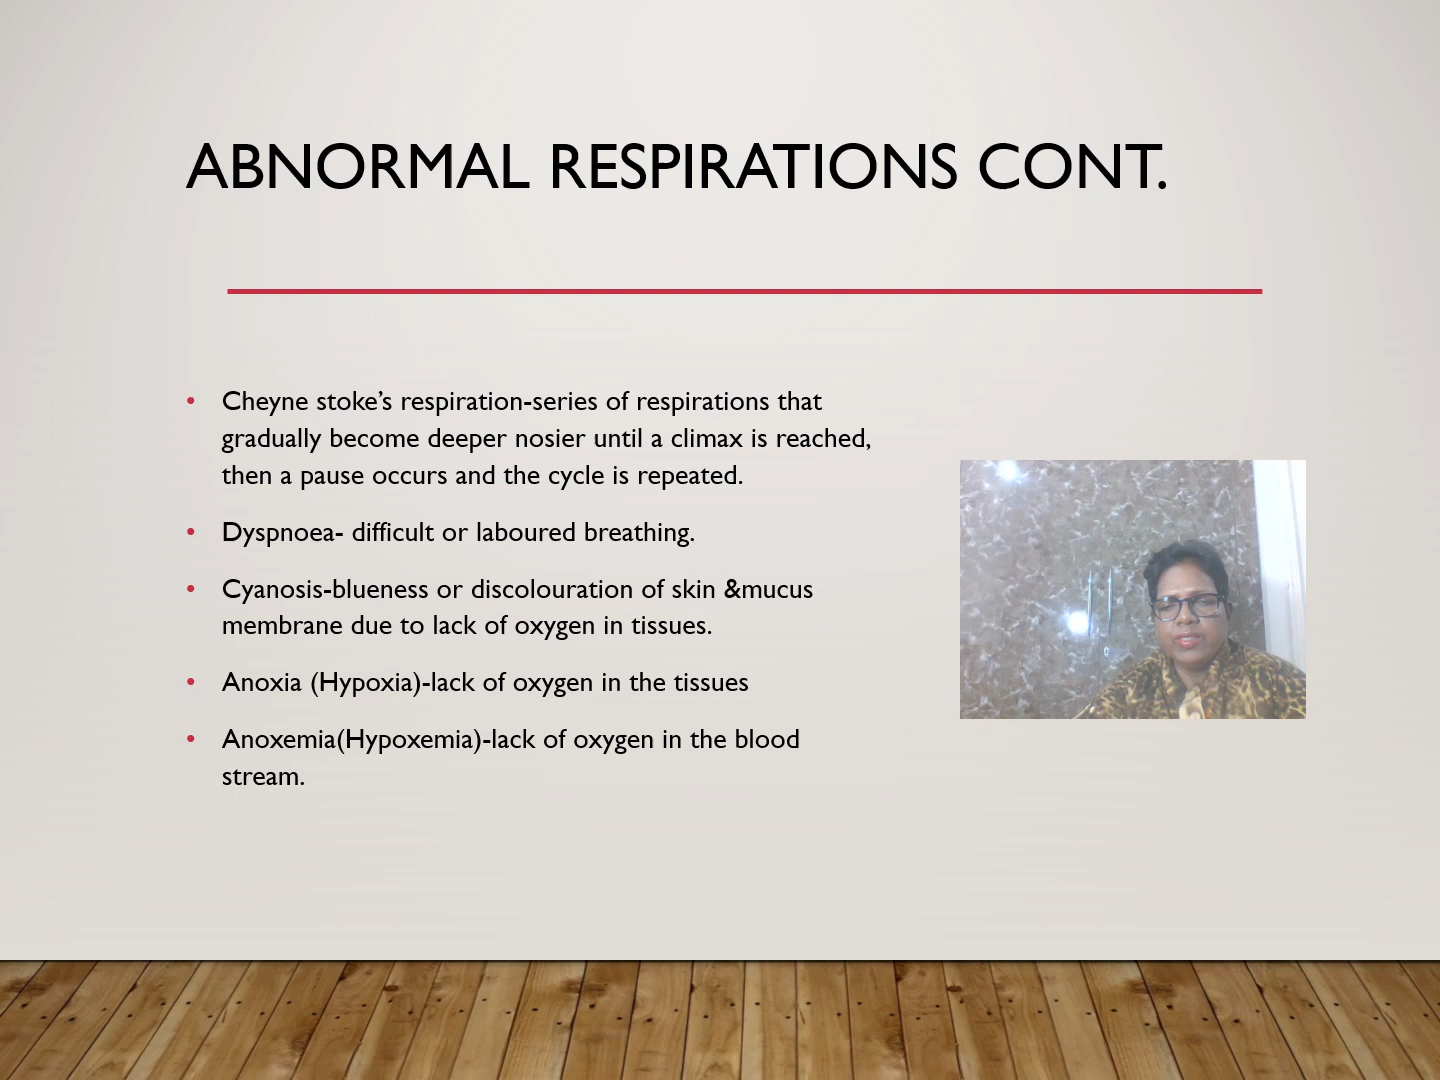 ABNORMAL RESPIRATIONS CONT.
• Cheyne stoke’s respiration-series of respirations that
gradually become deeper nosier until a climax is reached,
then a pause occurs and the cycle is repeated.
• Dyspnoea- difficult or laboured breathing.
• Cyanosis-blueness or discolouration of skin &mucus
membrane due to lack of oxygen in tissues.
• Anoxia (Hypoxia)-lack of oxygen in the tissues
• Anoxemia(Hypoxemia)-lack of oxygen in the blood
stream.